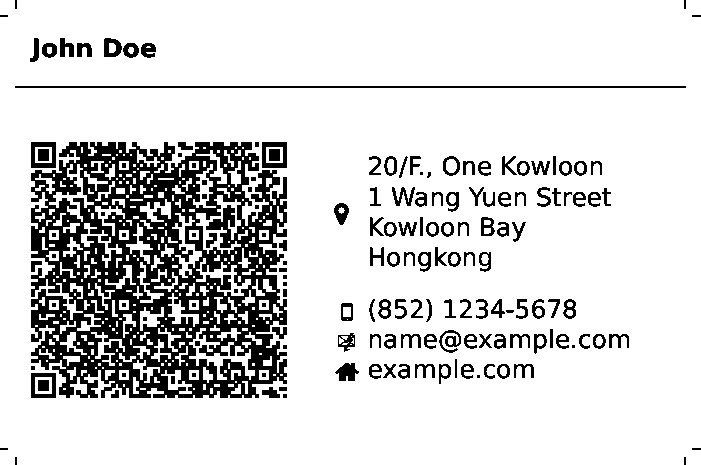 John Doe
20/F., One Kowloon
1 Wang Yuen Street
Kowloon Bay
Hongkong
(852) 1234-5678
name@example.com
example.com